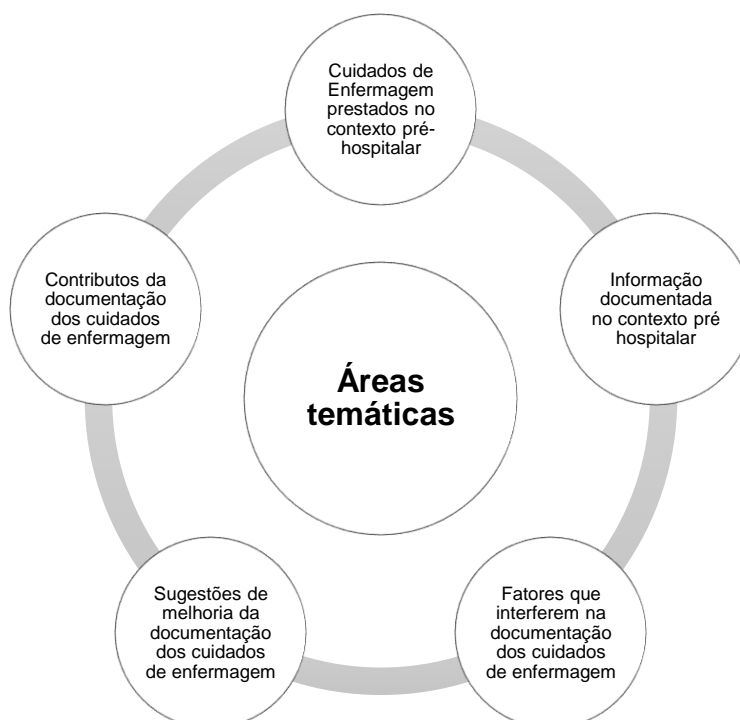 Cuidados de
Enfermagem
prestados no
contexto pré-
hospitalar
Informação
documentada
no contexto pré
hospitalar
Fatores que
interferem na
documentação
dos cuidados
de enfermagem
Sugestões de
melhoria da
documentação
dos cuidados
de enfermagem
Contributos da
documentação
dos cuidados
de enfermagem
Áreas
temáticas